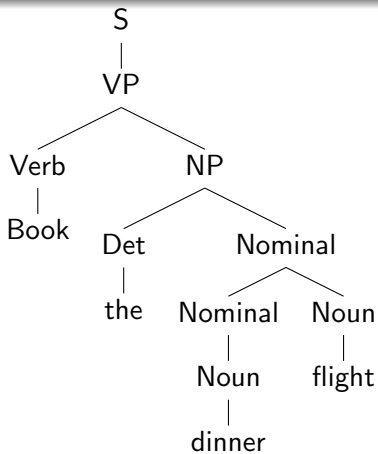 S
VP
Verb NP
Book Det Nominal
the Nominal Noun
Noun flight
dinner